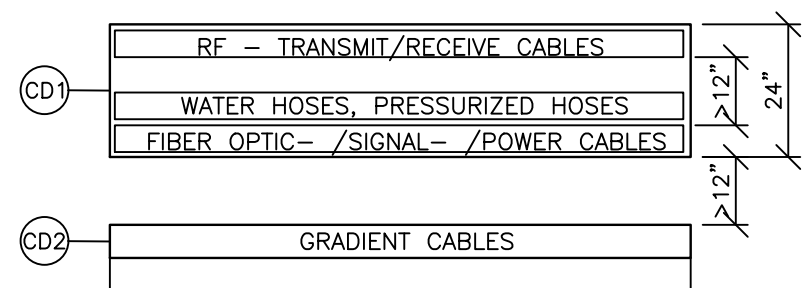 RF - TRANSMIT/RECEIVE CABLES
CD1
WATER HOSES, PRESSURIZED HOSES
FIBER OPTIC- /SIGNAL- /POWER CABLES
>12"
24"
>12"
CD2
GRADIENT CABLES